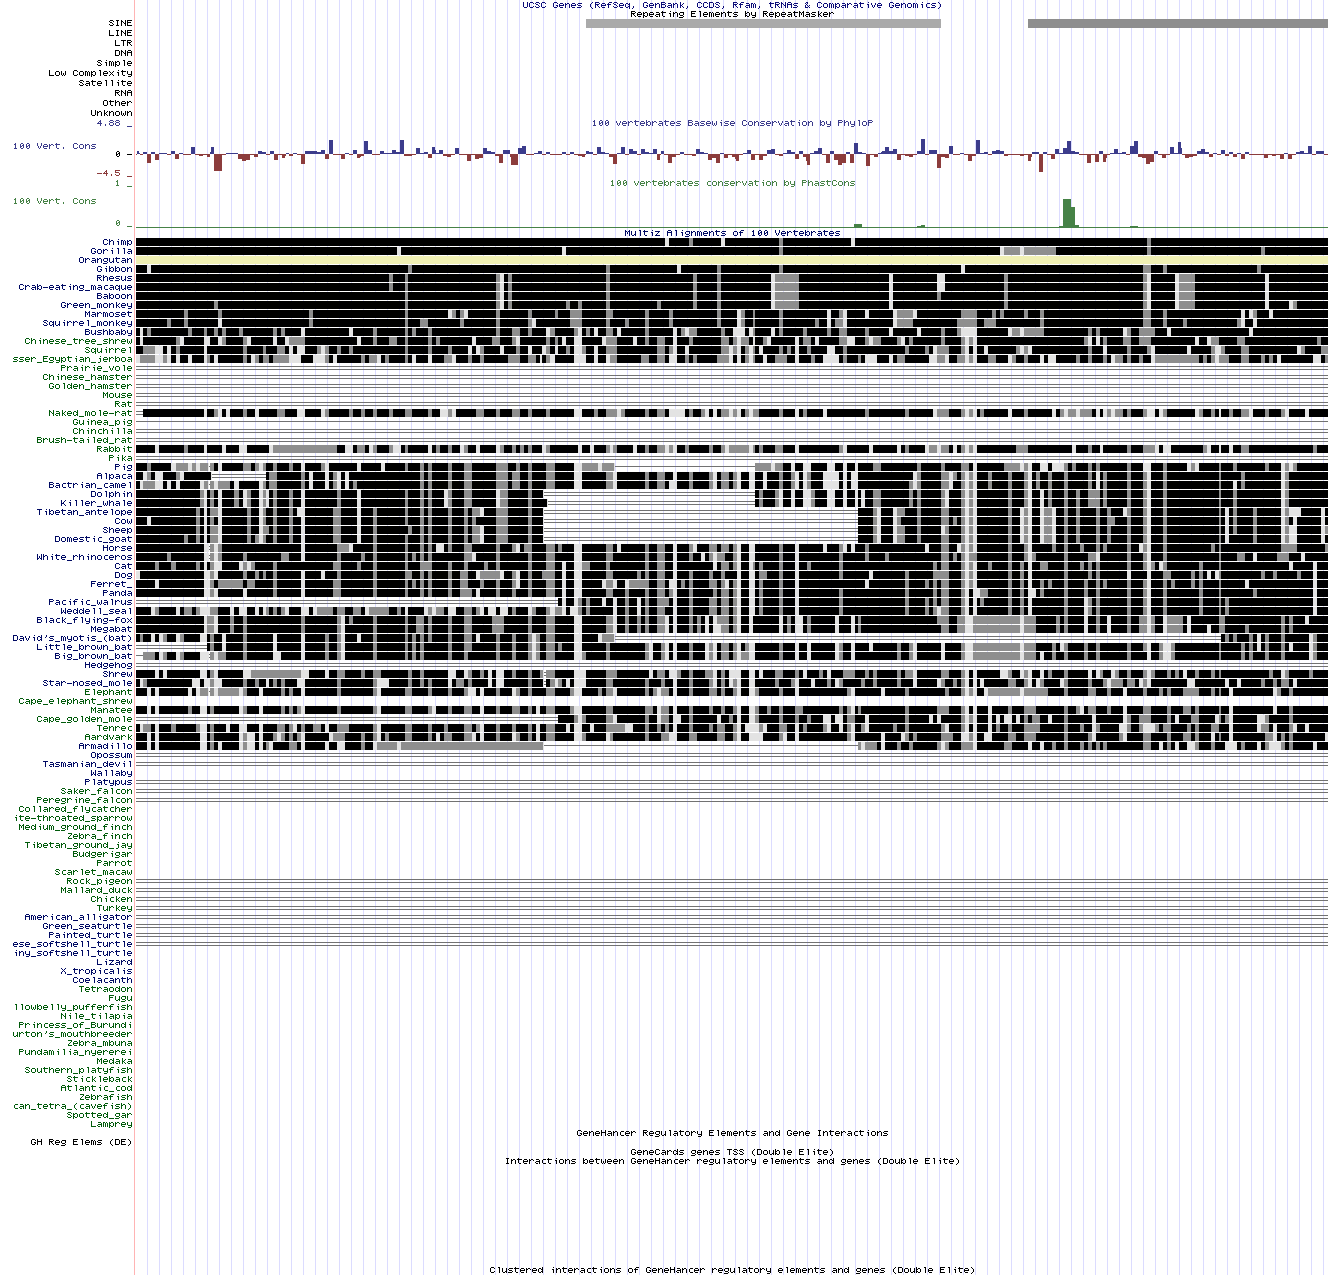 UCSC Genes (RefSeq, GenBank, CCDS, Rfam, tRNAs & Comparative Genomics)
Repeating Elements by RepeatMasker
SINE
LINE
LTR
DNA
Simple
Low Complexity
Satellite
RNA
Other
Unknown
4.88 _
100 vertebrates Basewise Conservation by PhyloP
100 Vert. Cons
0 _
-4.5 _
1 _
100 vertebrates conservation by PhastCons
100 Vert. Cons
0 _
Multiz Alignments of 100 Vertebrates
Chimp
Gorilla
Orangutan
Gibbon
Rhesus
Crab-eating_macaque
Baboon
Green_monkey
Marmoset
Squirrel_monkey
Bushbaby
Chinese_tree_shrew
Squirrel
sser_Egyptian_jerboa
Prairie_vole
Chinese_hamster
Golden_hamster
Mouse
Rat
Naked_mole-rat
Guinea_pig
Chinchilla
Brush-tailed_rat
Rabbit
Pika
Pig
Alpaca
Bactrian_camel
Dolphin
Killer_whale
Tibetan_antelope
Cow
Sheep
Domestic_goat
Horse
White_rhinoceros
Cat
Dog
Ferret_
Panda
Pacific_walrus
Weddell_seal
Black_flying-fox
Megabat
David's_myotis_(bat)
Little_brown_bat
Big_brown_bat
Hedgehog
Shrew
Star-nosed_mole
Elephant
Cape_elephant_shrew
Manatee
Cape_golden_mole
Tenrec
Aardvark
Armadillo
Opossum
Tasmanian_devil
Wallaby
Platypus
Saker_falcon
Peregrine_falcon
Collared_flycatcher
ite-throated_sparrow
Medium_ground_finch
Zebra_finch
Tibetan_ground_jay
Budgerigar
Parrot
Scarlet_macaw
Rock_pigeon
Mallard_duck
Chicken
Turkey
American_alligator
Green_seaturtle
Painted_turtle
ese_softshell_turtle
iny_softshell_turtle
Lizard
X_tropicalis
Coelacanth
Tetraodon
Fugu
llowbelly_pufferfish
Nile_tilapia
Princess_of_Burundi
urton's_mouthbreeder
Zebra_mbuna
Pundamilia_nyererei
Medaka
Southern_platyfish
Stickleback
Atlantic_cod
Zebrafish
can_tetra_(cavefish)
Spotted_gar
Lamprey
GeneHancer Regulatory Elements and Gene Interactions
GH Reg Elems (DE)
GeneCards genes TSS (Double Elite)
Interactions between GeneHancer regulatory elements and genes (Double Elite)
Clustered interactions of GeneHancer regulatory elements and genes (Double Elite)